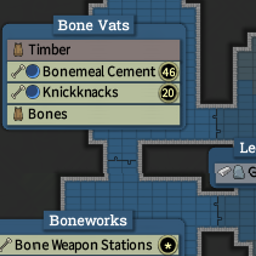 Bone Vats
Timber
Bonemeal Cement 46
Knickknacks 20
Bones
Le
G
Boneworks
Bone Weapon Stations